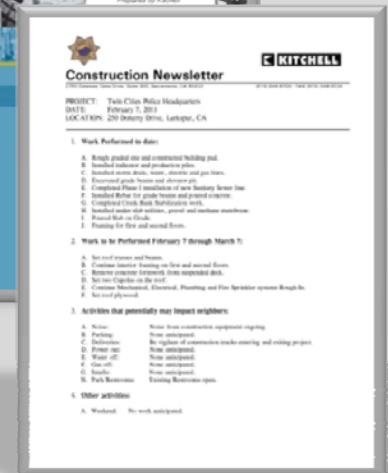 Prepared by Kitchell
KITCHELL
Construction Newsletter
PROJECT: Twin Cities Police Headquarters
DATE: February 7, 2011
LOCATION: 250 Doherty Drive, Larkspur, CA
1. Work Performed to date:
A. Rough graded site and constructed building pad.
B. Installed indicator and production piles.
C. Installed storm drain, water, electric and gas lines.
D. Excavated grade beams and elevator pit.
E. Completed Phase I installation of new Sanitary Sewer line.
F. Installed Rebar for grade beams and poured concrete.
G. Completed Creek Bank Stabilization work.
H. Installed under slab utilities, gravel and methane membrane.
I. Poured Slab on Grade.
J. Framing for first and second floors.
2. Work to be Performed February 7 through March 7:
A. Set roof trusses and beams.
B. Continue interior framing on first and second floors.
C. Remove concrete formwork from suspended deck.
D. Set two Cupolas on the roof.
E. Continue Mechanical, Electrical, Plumbing and Fire Sprinkler systems Rough-In.
F. Set roof plywood.
3. Activities that potentially may impact neighbors:
A. Noise: Noise from construction equipment ongoing.
B. Parking: None anticipated.
C. Deliveries: Be vigilant of construction trucks entering and exiting project.
D. Power out: None anticipated.
E. Water off: None anticipated.
F. Gas off: None anticipated.
G. Smells: None anticipated.
H. Park Restrooms: Existing Restrooms open.
4. Other activities:
A. Weekend: No work anticipated.